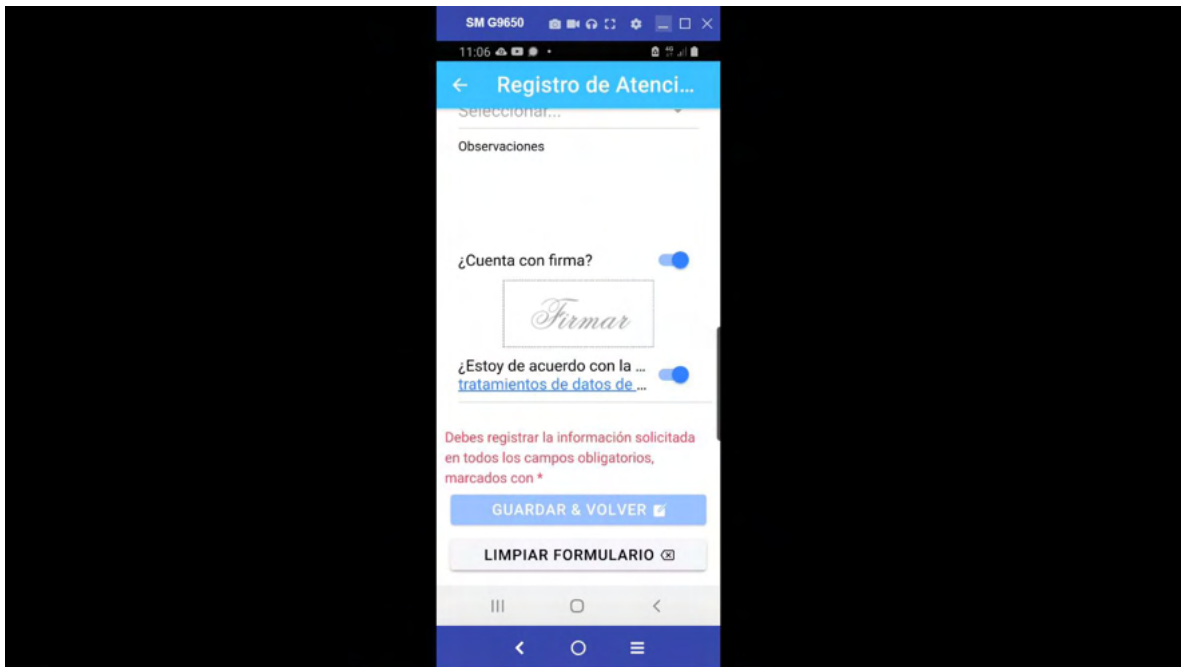 SM G9650
11:06
Registro de Atenci...
Seleccionar...
Observaciones
¿Cuenta con firma?
Firmar
¿Estoy de acuerdo con la ...
tratamientos de datos de ...
Debes registrar la información solicitada
en todos los campos obligatorios,
marcados con *
GUARDAR & VOLVER
LIMPIAR FORMULARIO